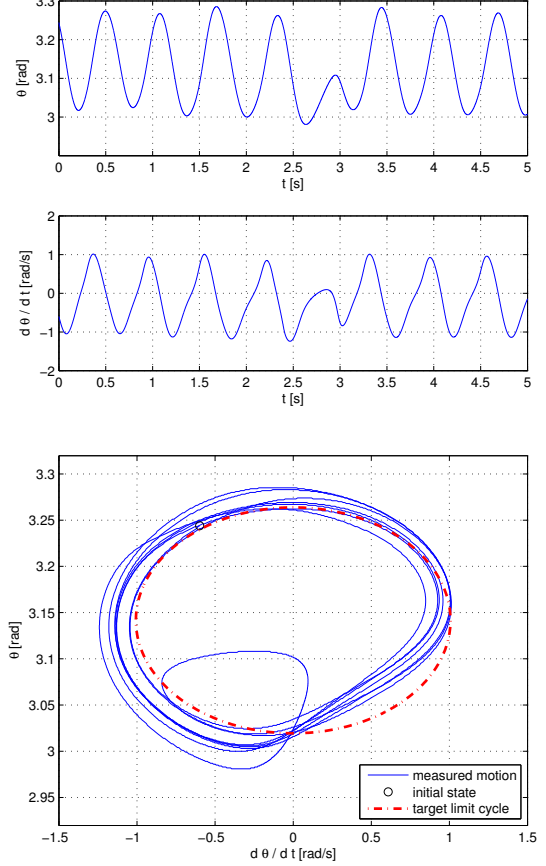 3.3
3.2
3.1
3
θ [rad]
0 0.5 1 1.5 2 2.5 3 3.5 4 4.5 5
t [s]
2
1
0
−1
−2
d θ / d t [rad/s]
0 0.5 1 1.5 2 2.5 3 3.5 4 4.5 5
t [s]
3.3
3.25
3.2
3.15
3.1
3.05
3
2.95
θ [rad]
measured motion
initial state
target limit cycle
−1.5 −1 −0.5 0 0.5 1 1.5
d θ / d t [rad/s]